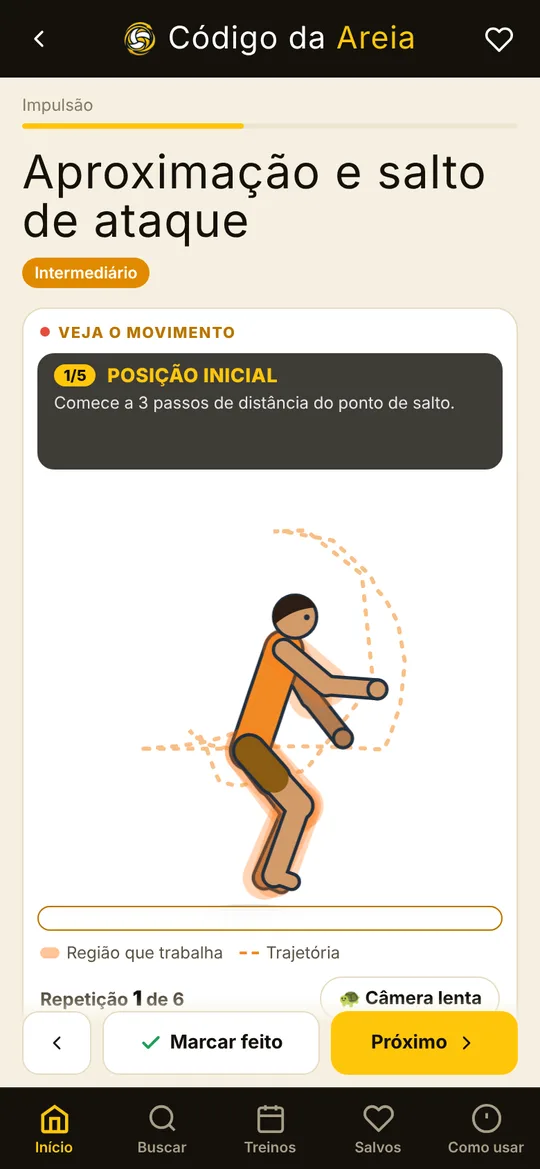 Código da Areia
Impulsão
Aproximação e salto
de ataque
Intermediário
VEJA O MOVIMENTO
1/5 POSIÇÃO INICIAL
Comece a 3 passos de distância do ponto de salto.
Região que trabalha Trajetória
Repetição 1 de 6
Câmera lenta
Marcar feito
Próximo
Início
Buscar
Treinos
Salvos
Como usar